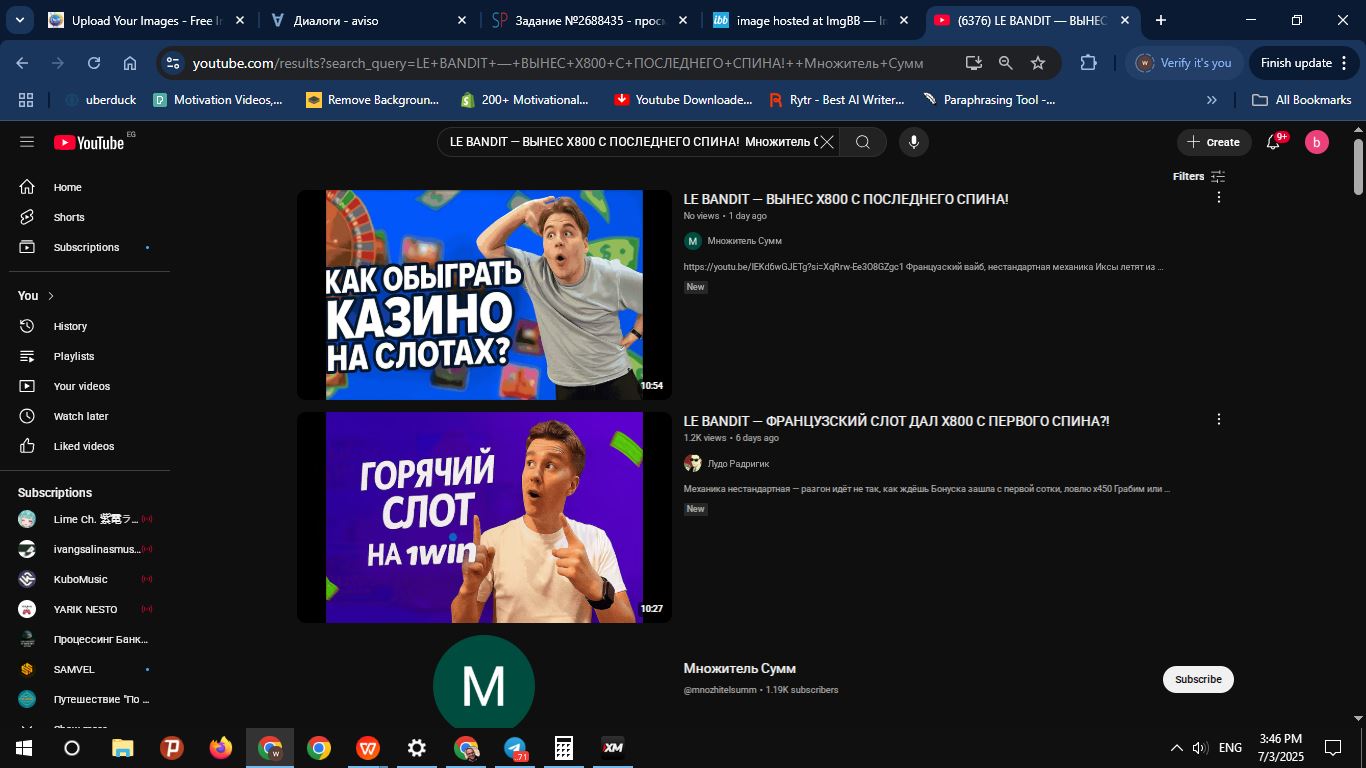 Upload Your Images - Free Ir
Диалоги - aviso
Задание №2688435 - прос
image hosted at ImgBB — I
(6376) LE BANDIT — ВЫНЕС
youtube.com/results?search_query=LE+BANDIT+—+ВЫНЕС+X800+С+ПОСЛЕДНЕГО+СПИНА!++Множитель+Сумм
Verify it's you
Finish update
uberduck
Motivation Videos,...
Remove Backgroun...
200+ Motivational...
Youtube Downloade...
Rytr - Best AI Writer...
Paraphrasing Tool -...
All Bookmarks
YouTube EG
LE BANDIT — ВЫНЕС X800 С ПОСЛЕДНЕГО СПИНА! Множитель С
Create
9+
b
Home
Shorts
Subscriptions
You
History
Playlists
Your videos
Watch later
Liked videos
Subscriptions
Lime Ch. 紫電ラ...
ivangsalinasmus...
KuboMusic
YARIK NESTO
Процессинг Банк...
SAMVEL
Путешествие "По ...
Show more
Filters
КАК ОБЫГРАТЬ
КАЗИНО
НА СЛОТАХ?
10:54
LE BANDIT — ВЫНЕС X800 С ПОСЛЕДНЕГО СПИНА!
No views • 1 day ago
М Множитель Сумм
https://youtu.be/IEKd6wGJETg?si=XqRrw-Ee3O8GZgc1 Французский вайб, нестандартная механика Иксы летят из ...
New
ГОРЯЧИЙ
СЛОТ
НА 1win
10:27
LE BANDIT — ФРАНЦУЗСКИЙ СЛОТ ДАЛ X800 С ПЕРВОГО СПИНА?!
1.2K views • 6 days ago
Лудо Радригик
Механика нестандартная — разгон идёт не так, как ждёшь Бонуска зашла с первой сотки, ловлю x450 Грабим или ...
New
М
Множитель Сумм
@mnozhitelsumm • 1.19K subscribers
Subscribe
71
XM
ENG
3:46 PM
7/3/2025